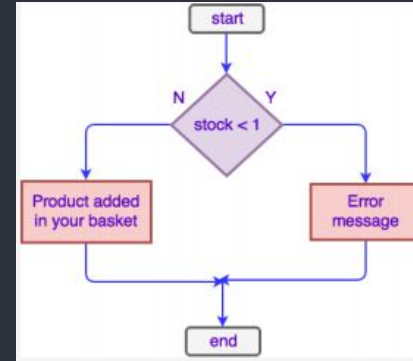 start
N
Y
stock < 1
Product added
in your basket
Error
message
end